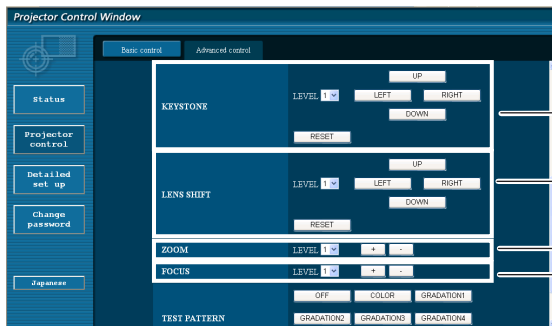 Projector Control Window
Basic control
Advanced control
Status
Projector
control
Detailed
set up
Change
password
Japanese
KEYSTONE
LEVEL 1
UP
LEFT
RIGHT
DOWN
RESET
LENS SHIFT
LEVEL 1
UP
LEFT
RIGHT
DOWN
RESET
ZOOM
LEVEL 1
+
-
FOCUS
LEVEL 1
+
-
TEST PATTERN
OFF
COLOR
GRADATION1
GRADATION2
GRADATION3
GRADATION4